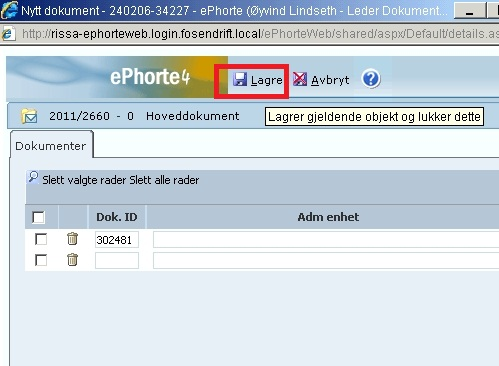 Nytt dokument - 240206-34227 - ePhorte (Øyvind Lindseth - Leder Dokument...
http://rissa-ephorteweb.login.fosendrift.local/ePhorteWeb/shared/aspx/Default/details.as
ePhorte4 Lagre Avbryt ?
2011/2660 - 0 Hoveddokument Lagrer gjeldende objekt og lukker dette
Dokumenter
Slett valgte rader Slett alle rader
Dok. ID Adm enhet
302481